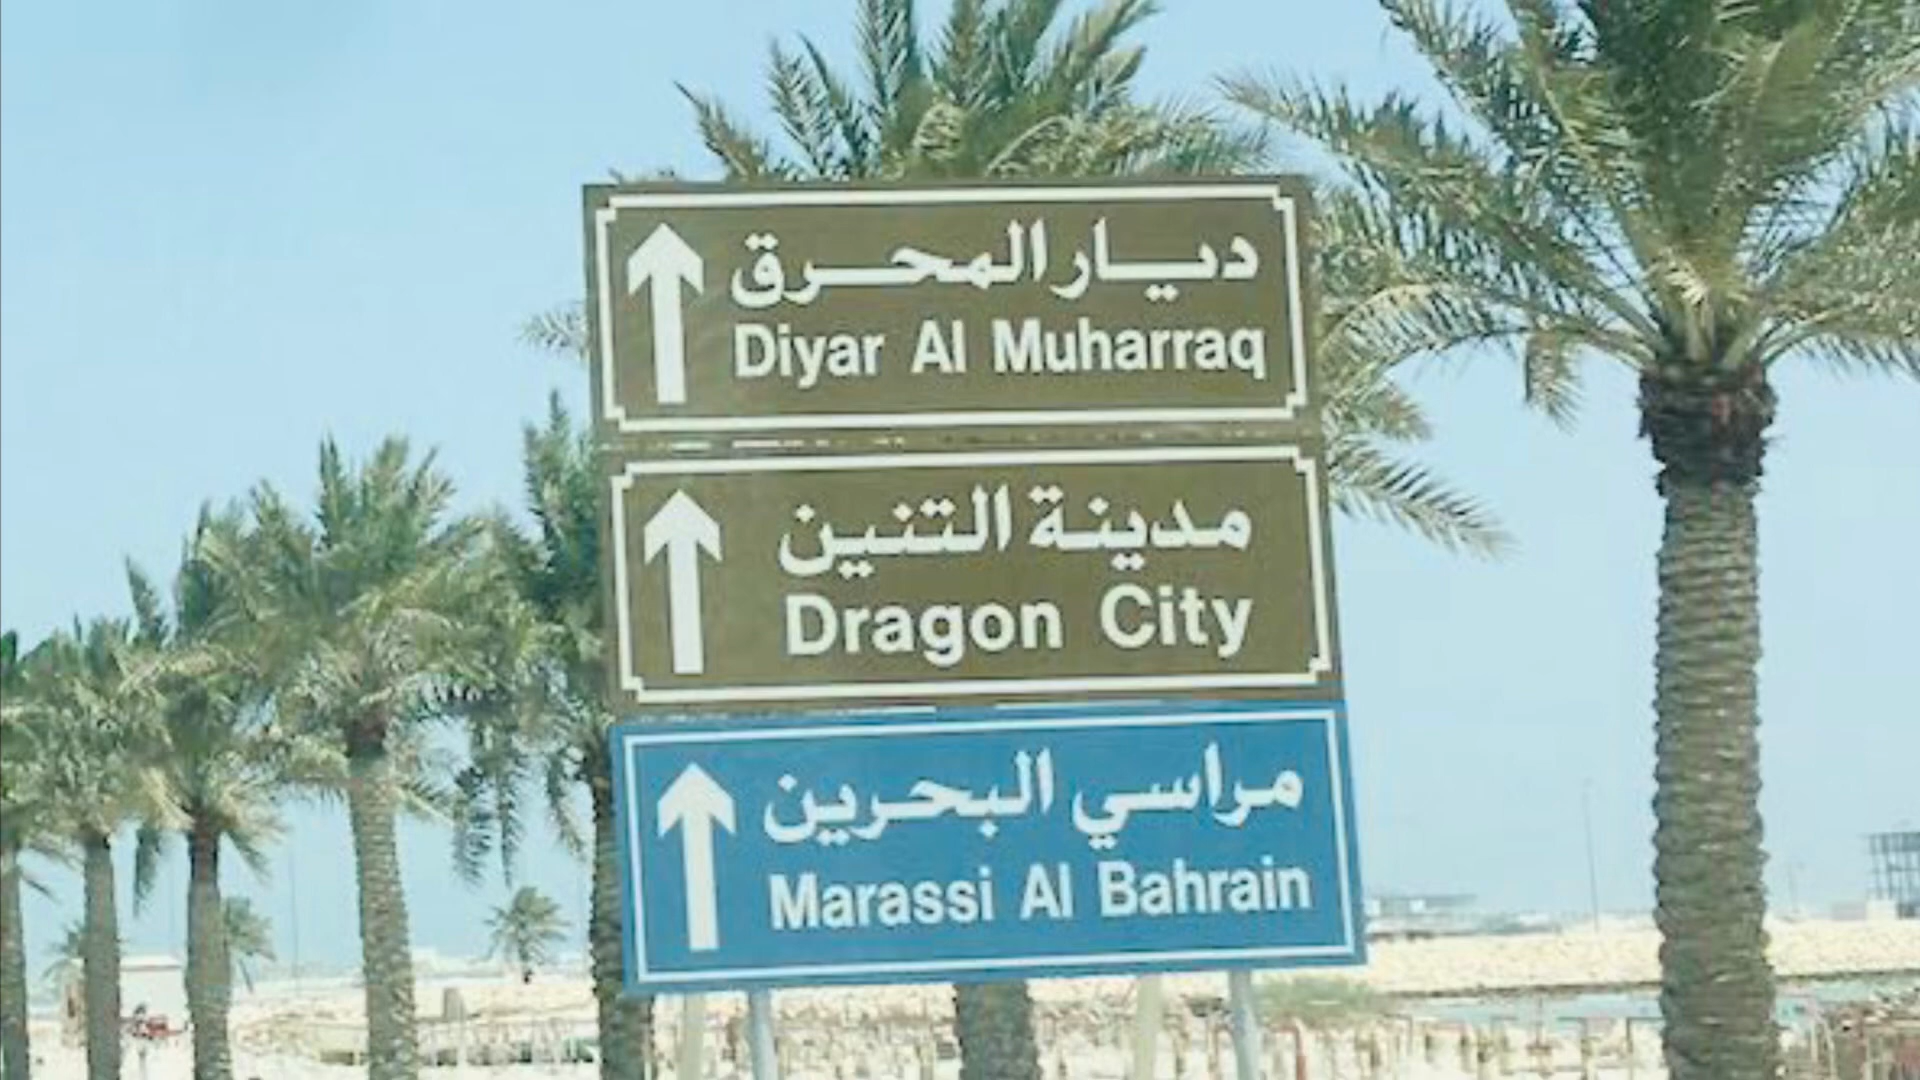 ديار المحرق
Diyar Al Muharraq
مدينة التنين
Dragon City
مراسي البحرين
Marassi Al Bahrain